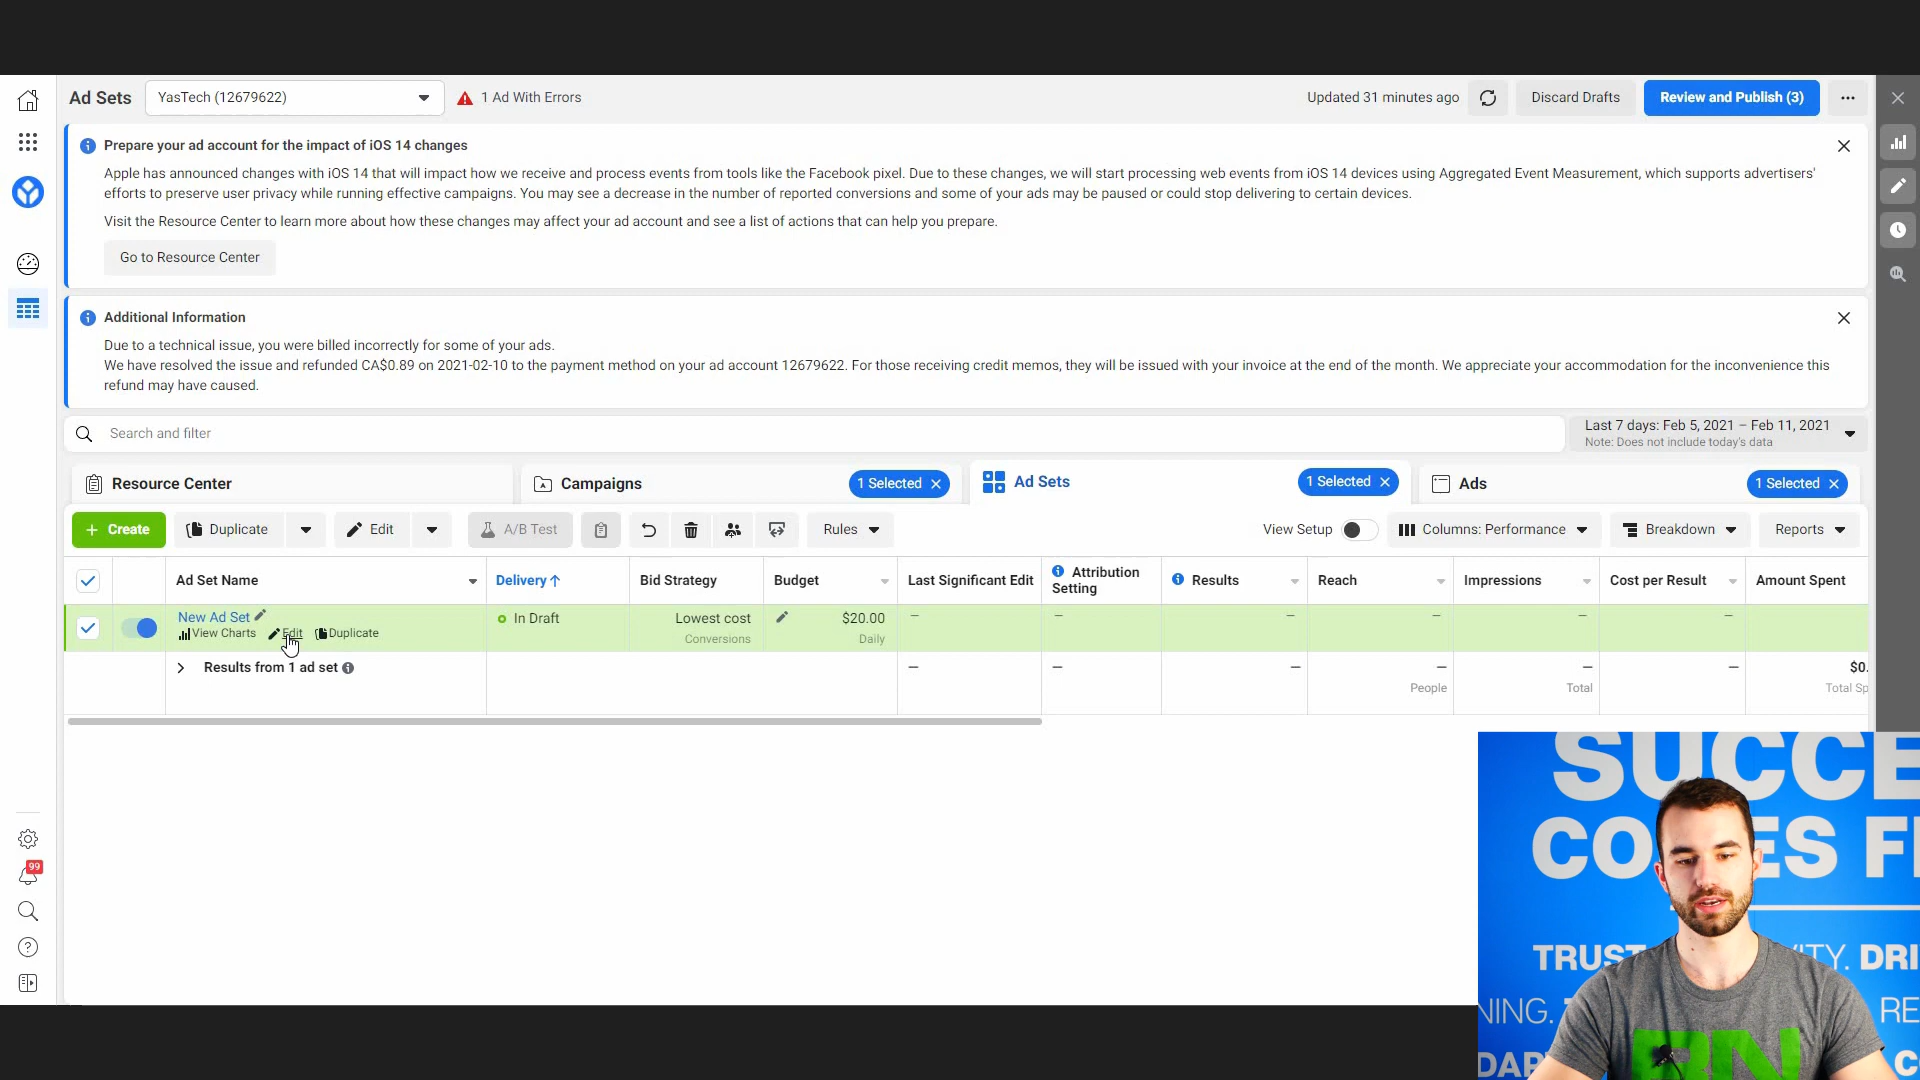 Ad Sets
YasTech (12679622)
1 Ad With Errors
Updated 31 minutes ago
Discard Drafts
Review and Publish (3)
Prepare your ad account for the impact of iOS 14 changes
Apple has announced changes with iOS 14 that will impact how we receive and process events from tools like the Facebook pixel. Due to these changes, we will start processing web events from iOS 14 devices using Aggregated Event Measurement, which supports advertisers'
efforts to preserve user privacy while running effective campaigns. You may see a decrease in the number of reported conversions and some of your ads may be paused or could stop delivering to certain devices.
Visit the Resource Center to learn more about how these changes may affect your ad account and see a list of actions that can help you prepare.
Go to Resource Center
Additional Information
Due to a technical issue, you were billed incorrectly for some of your ads.
We have resolved the issue and refunded CA$0.89 on 2021-02-10 to the payment method on your ad account 12679622. For those receiving credit memos, they will be issued with your invoice at the end of the month. We appreciate your accommodation for the inconvenience this
refund may have caused.
Search and filter
Last 7 days: Feb 5, 2021 – Feb 11, 2021
Note: Does not include today's data
Resource Center
Campaigns
1 Selected
Ad Sets
1 Selected
Ads
1 Selected
+ Create
Duplicate
Edit
A/B Test
Rules
View Setup
Columns: Performance
Breakdown
Reports
Ad Set Name
Delivery ↑
Bid Strategy
Budget
Last Significant Edit
Attribution
Setting
Results
Reach
Impressions
Cost per Result
Amount Spent
New Ad Set
View Charts
Edit
Duplicate
In Draft
Lowest cost
Conversions
$20.00
Daily
–
–
–
–
–
–
Results from 1 ad set
–
–
–
–
People
–
Total
–
$0.
Total Sp
99
SUCCE
CO ES F
TRUST ITY. DRI
NING. RE
DAP C
RN